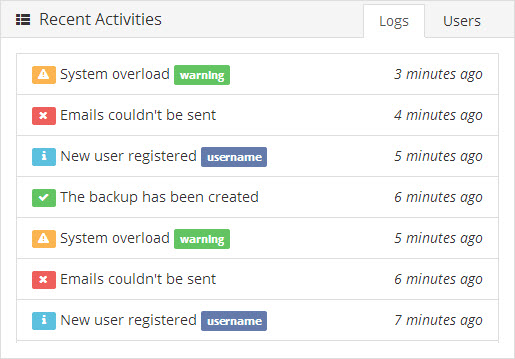 Recent Activities Logs Users
System overload warning 3 minutes ago
Emails couldn't be sent 4 minutes ago
New user registered username 5 minutes ago
The backup has been created 6 minutes ago
System overload warning 5 minutes ago
Emails couldn't be sent 6 minutes ago
New user registered username 7 minutes ago